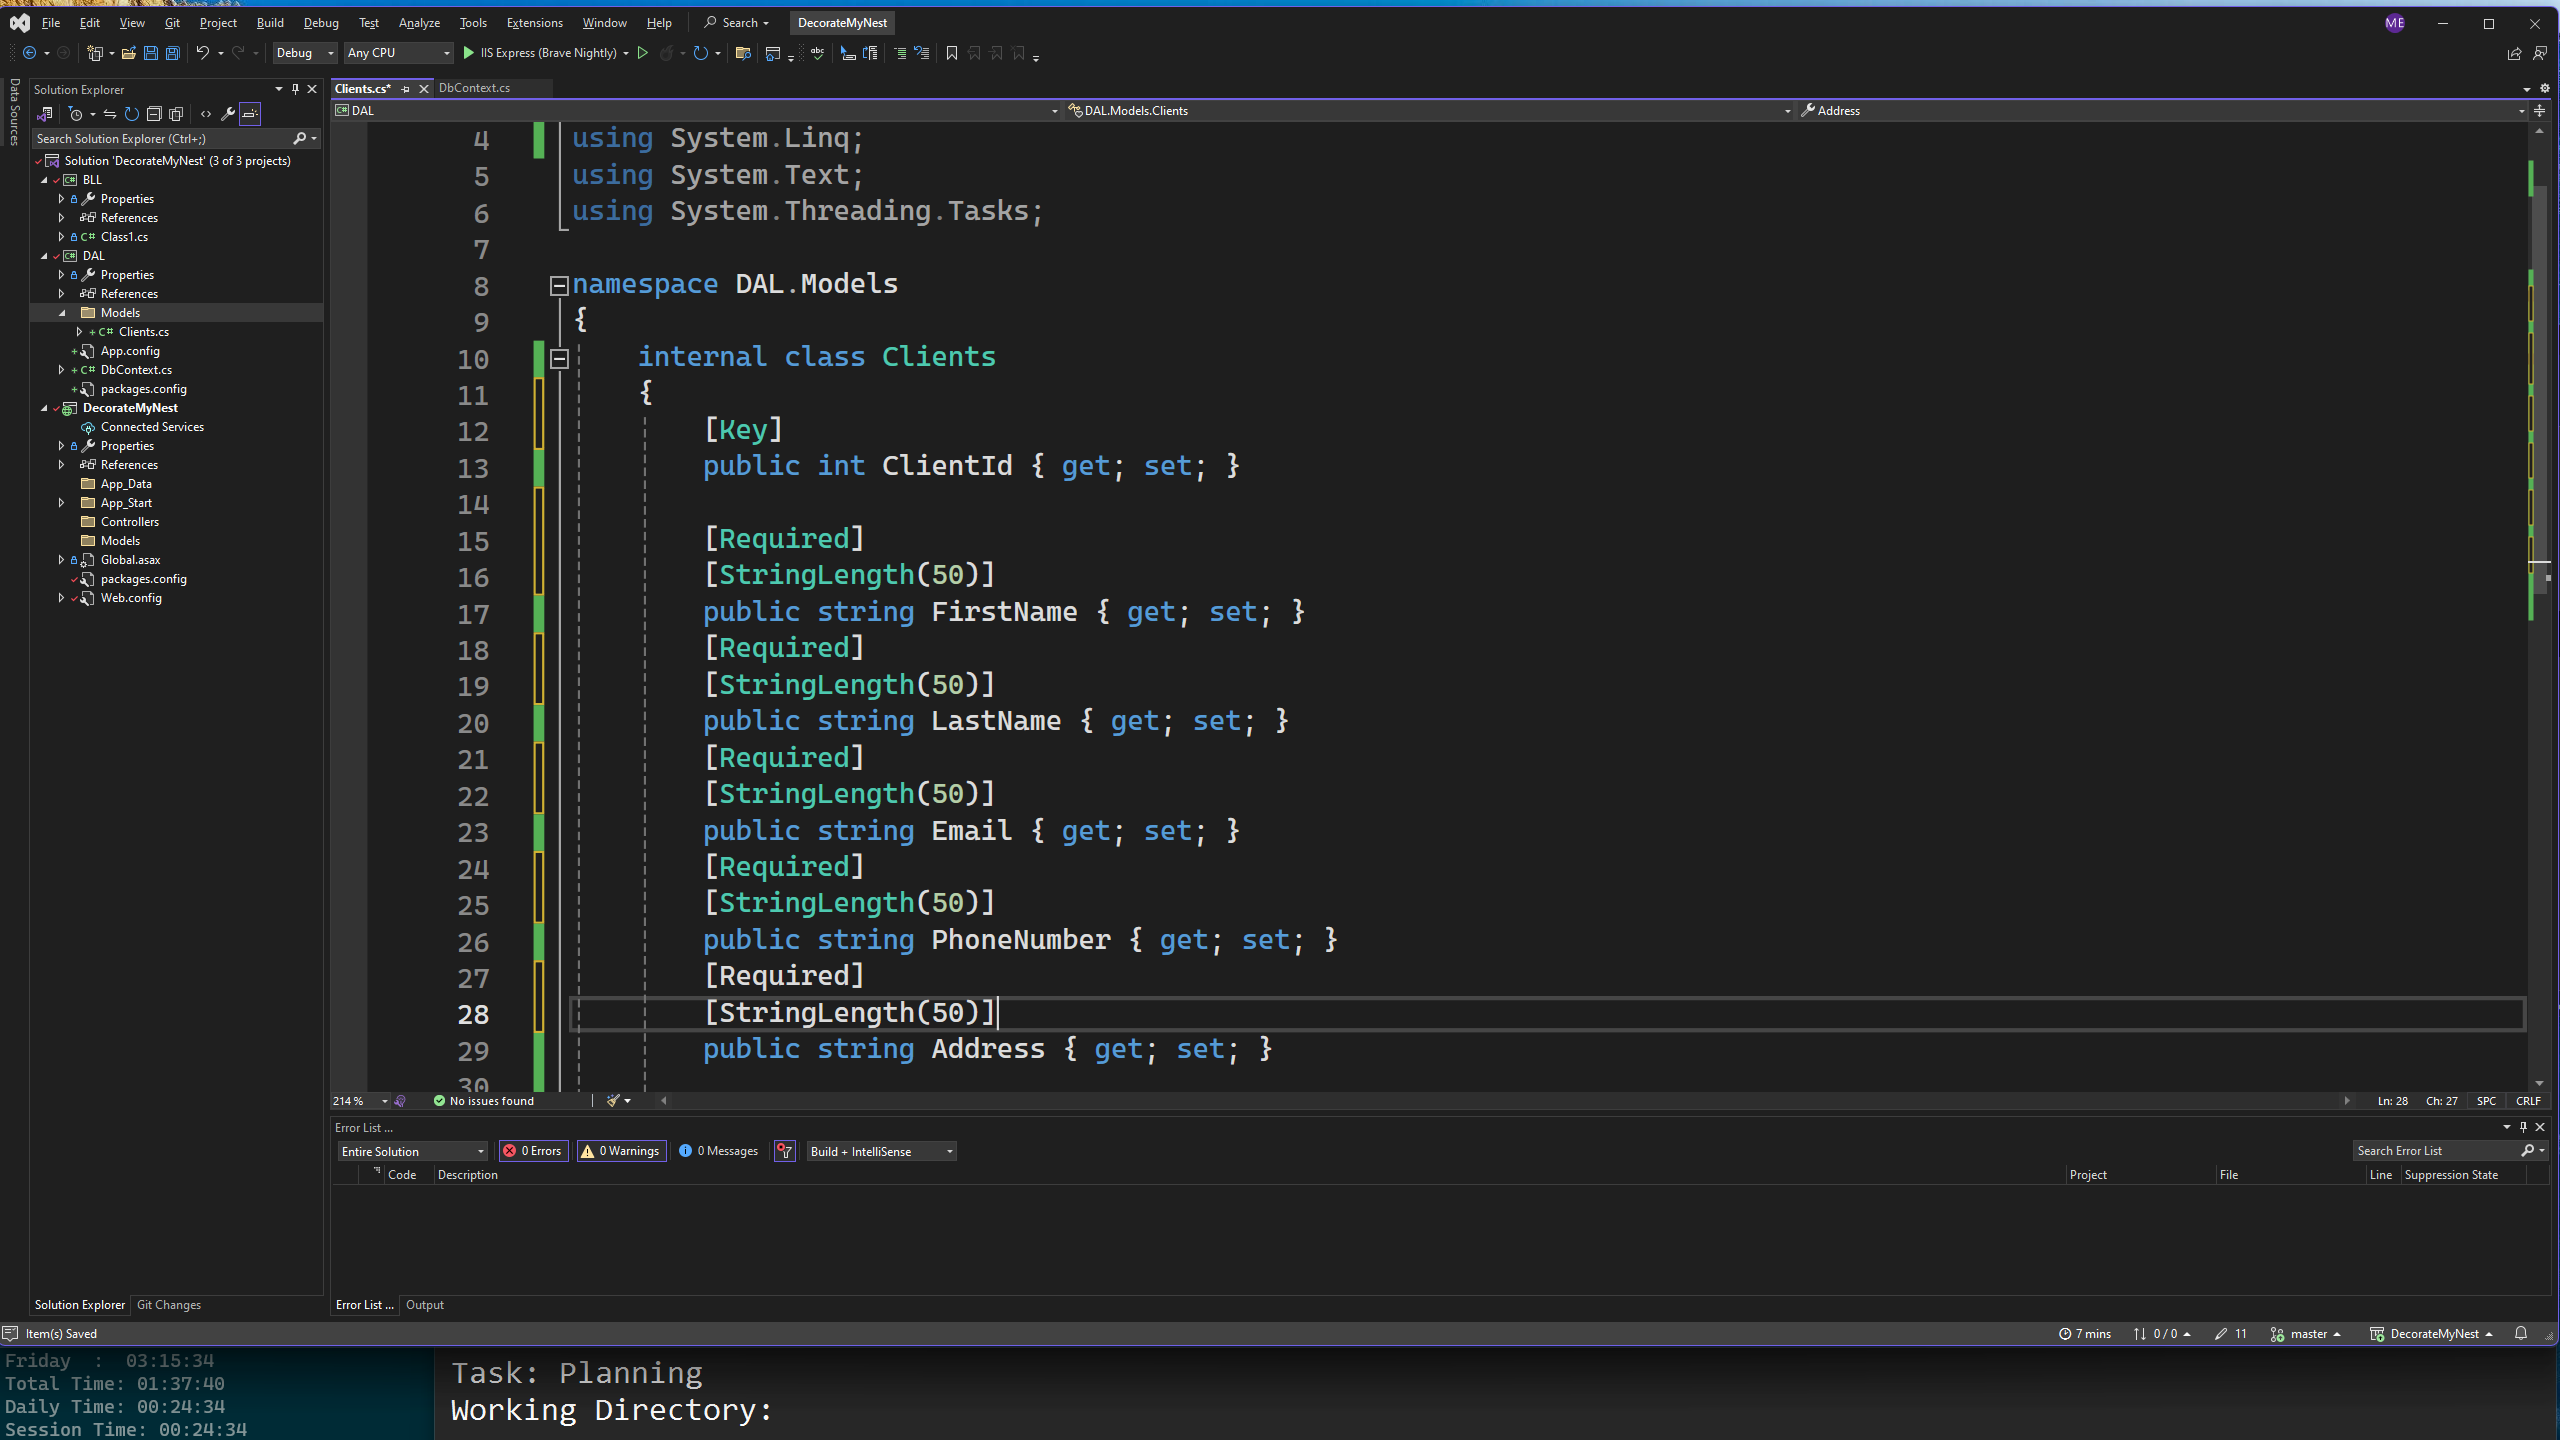 File Edit View Git Project Build Debug Test Analyze Tools Extensions Window Help Search DecorateMyNest ME
Debug Any CPU IIS Express (Brave Nightly)
Data Sources
Solution Explorer
Search Solution Explorer (Ctrl+;)
Solution 'DecorateMyNest' (3 of 3 projects)
BLL
Properties
References
C# Class1.cs
DAL
Properties
References
Models
C# Clients.cs
App.config
C# DbContext.cs
packages.config
DecorateMyNest
Connected Services
Properties
References
App_Data
App_Start
Controllers
Models
Global.asax
packages.config
Web.config
Solution Explorer Git Changes
Clients.cs* DbContext.cs
DAL DAL.Models.Clients Address
4 using System.Linq;
5 using System.Text;
6 using System.Threading.Tasks;
7
8 namespace DAL.Models
9 {
10 internal class Clients
11 {
12 [Key]
13 public int ClientId { get; set; }
14
15 [Required]
16 [StringLength(50)]
17 public string FirstName { get; set; }
18 [Required]
19 [StringLength(50)]
20 public string LastName { get; set; }
21 [Required]
22 [StringLength(50)]
23 public string Email { get; set; }
24 [Required]
25 [StringLength(50)]
26 public string PhoneNumber { get; set; }
27 [Required]
28 [StringLength(50)]
29 public string Address { get; set; }
30
214 % No issues found Ln: 28 Ch: 27 SPC CRLF
Error List ...
Entire Solution 0 Errors 0 Warnings 0 Messages Build + IntelliSense Search Error List
Code Description Project File Line Suppression State
Error List ... Output
Item(s) Saved 7 mins 0 / 0 11 master DecorateMyNest
Friday : 03:15:34
Total Time: 01:37:40
Daily Time: 00:24:34
Session Time: 00:24:34
Task: Planning
Working Directory: